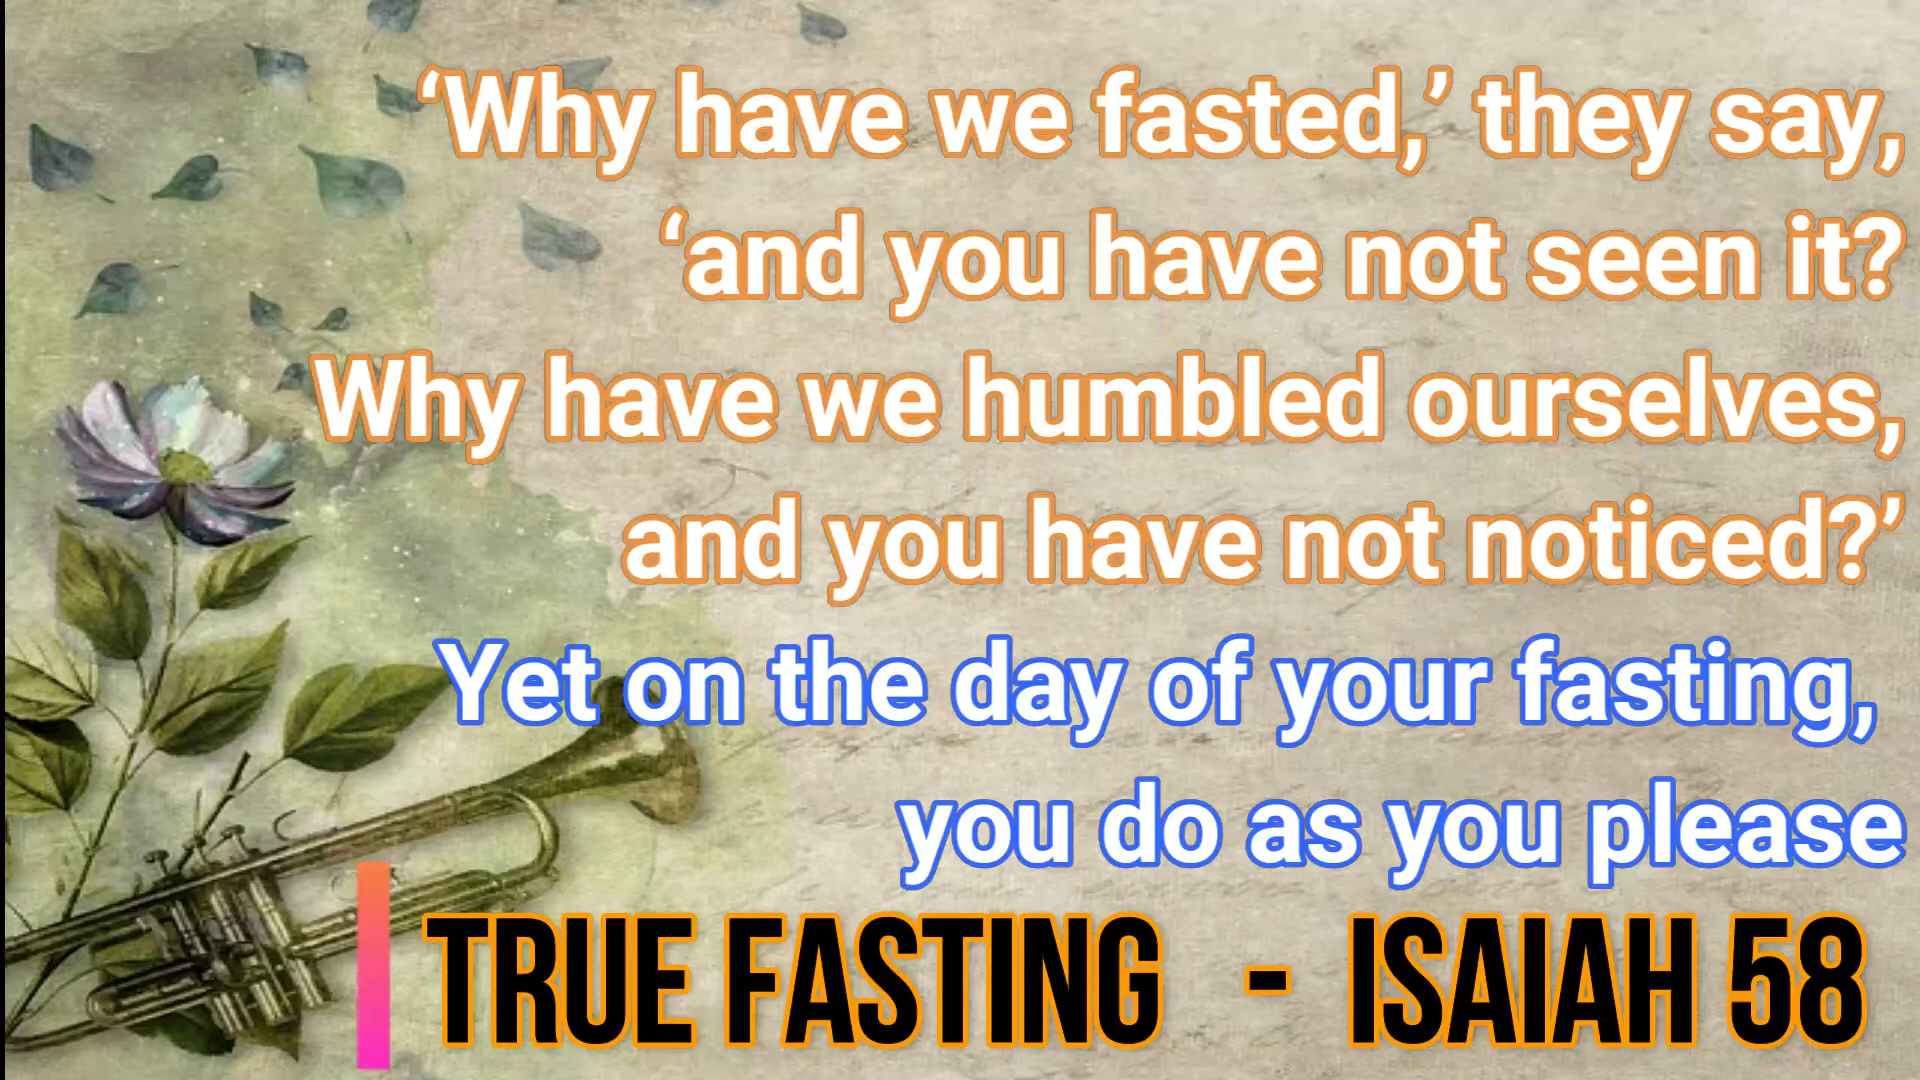 ‘Why have we fasted,’ they say,
‘and you have not seen it?
Why have we humbled ourselves,
and you have not noticed?’
Yet on the day of your fasting,
you do as you please
TRUE FASTING - ISAIAH 58